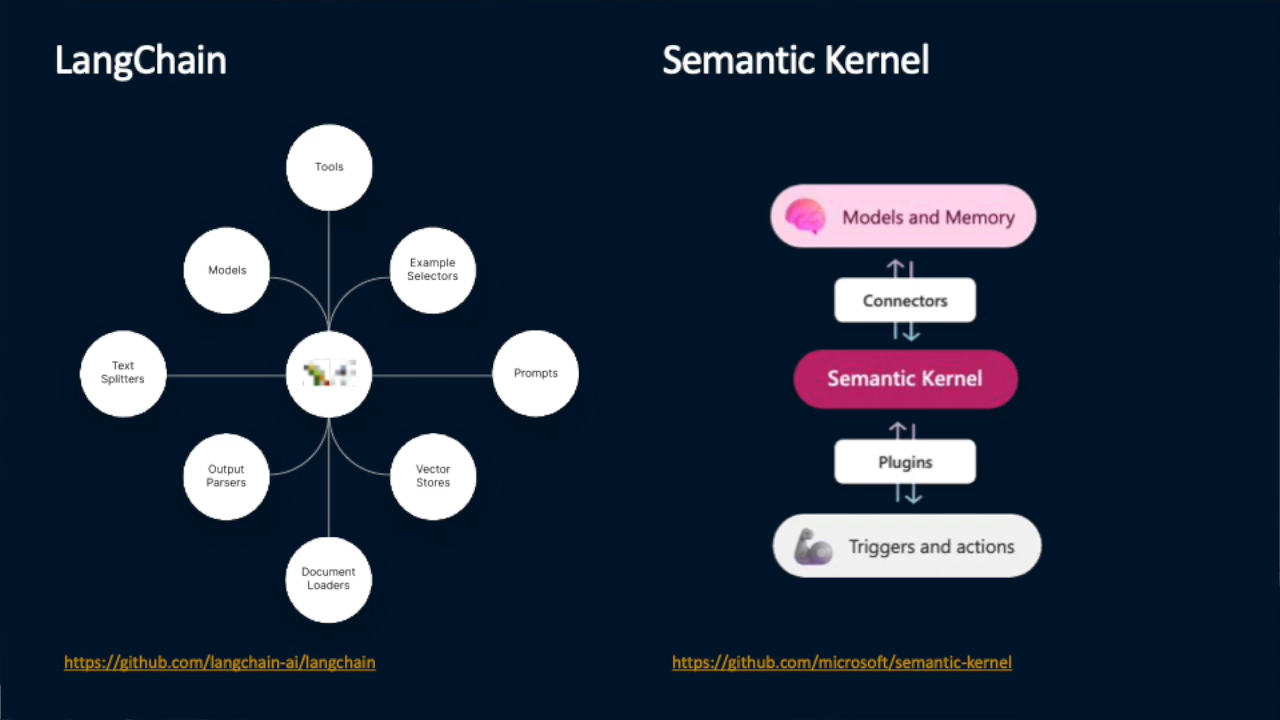 LangChain
Tools
Models
Example
Selectors
Text
Splitters
Prompts
Output
Parsers
Vector
Stores
Document
Loaders
https://github.com/langchain-ai/langchain
Semantic Kernel
Models and Memory
Connectors
Semantic Kernel
Plugins
Triggers and actions
https://github.com/microsoft/semantic-kernel